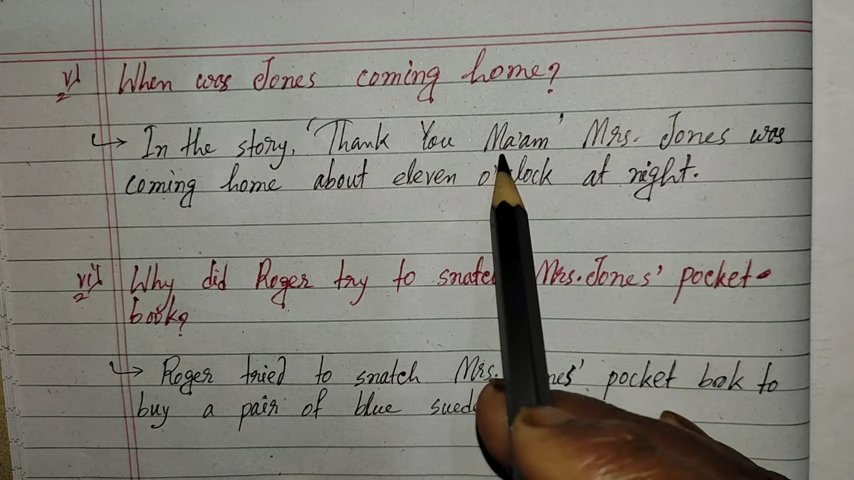 v) When was Jones coming home?
↳ In the story, 'Thank You Ma'am' Mrs. Jones was
coming home about eleven o'clock at night.
vi) Why did Roger try to snatch Mrs. Jones' pocket-
book?
↳ Roger tried to snatch Mrs. Jones' pocket book to
buy a pair of blue